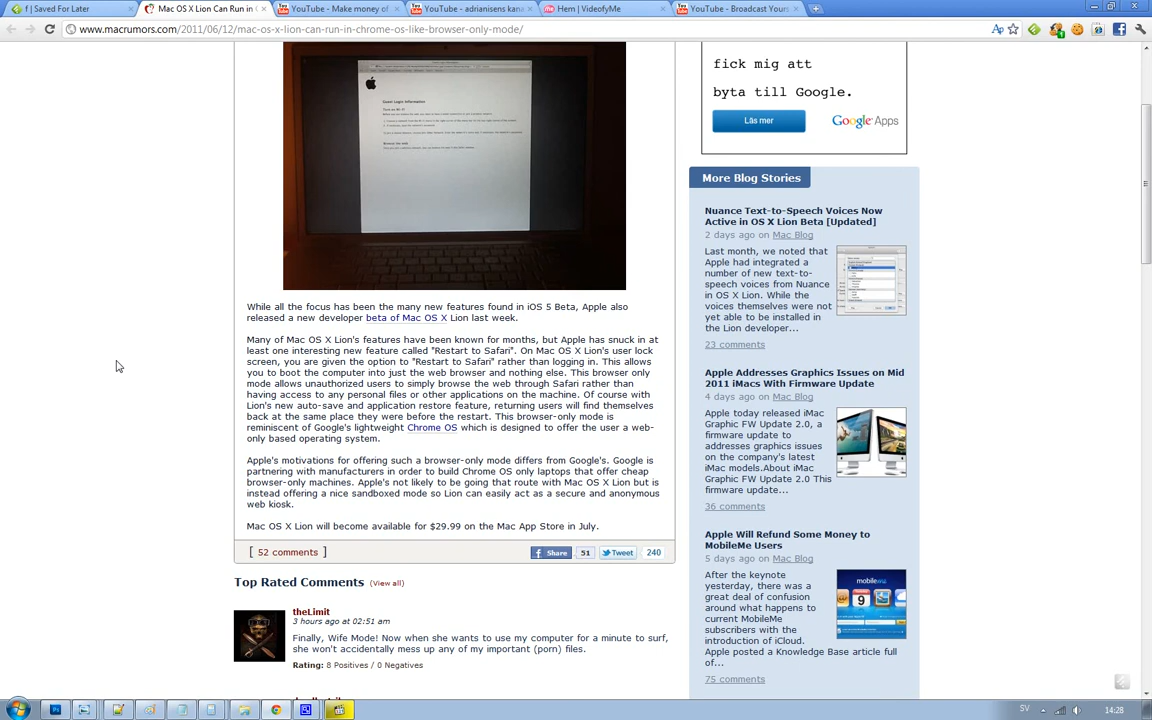 f | Saved For Later
Mac OS X Lion Can Run in C
YouTube - Make money of
YouTube - adrianisens kana
Hem | VideofyMe
YouTube - Broadcast Yours
www.macrumors.com/2011/06/12/mac-os-x-lion-can-run-in-chrome-os-like-browser-only-mode/
Guest Login Information
While all the focus has been the many new features found in iOS 5 Beta, Apple also
released a new developer beta of Mac OS X Lion last week.
Many of Mac OS X Lion's features have been known for months, but Apple has snuck in at
least one interesting new feature called "Restart to Safari". On Mac OS X Lion's user lock
screen, you are given the option to "Restart to Safari" rather than logging in. This allows
you to boot the computer into just the web browser and nothing else. This browser only
mode allows unauthorized users to simply browse the web through Safari rather than
having access to any personal files or other applications on the machine. Of course with
Lion's new auto-save and application restore feature, returning users will find themselves
back at the same place they were before the restart. This browser-only mode is
reminiscent of Google's lightweight Chrome OS which is designed to offer the user a web-
only based operating system.
Apple's motivations for offering such a browser-only mode differs from Google's. Google is
partnering with manufacturers in order to build Chrome OS only laptops that offer cheap
browser-only machines. Apple's not likely to be going that route with Mac OS X Lion but is
instead offering a nice sandboxed mode so Lion can easily act as a secure and anonymous
web kiosk.
Mac OS X Lion will become available for $29.99 on the Mac App Store in July.
[ 52 comments ]
Share 51 Tweet 240
Top Rated Comments (View all)
theLimit
3 hours ago at 02:51 am
Finally, Wife Mode! Now when she wants to use my computer for a minute to surf,
she won't accidentally mess up any of my important (porn) files.
Rating: 8 Positives / 0 Negatives
fick mig att
byta till Google.
Läs mer
Google Apps
More Blog Stories
Nuance Text-to-Speech Voices Now
Active in OS X Lion Beta [Updated]
2 days ago on Mac Blog
Last month, we noted that
Apple had integrated a
number of new text-to-
speech voices from Nuance
in OS X Lion. While the
voices themselves were not
yet able to be installed in
the Lion developer...
23 comments
Apple Addresses Graphics Issues on Mid
2011 iMacs With Firmware Update
4 days ago on Mac Blog
Apple today released iMac
Graphic FW Update 2.0, a
firmware update to
addresses graphics issues
on the company's latest
iMac models.About iMac
Graphic FW Update 2.0 This
firmware update...
36 comments
Apple Will Refund Some Money to
MobileMe Users
5 days ago on Mac Blog
After the keynote
yesterday, there was a
great deal of confusion
around what happens to
current MobileMe
subscribers with the
introduction of iCloud.
Apple posted a Knowledge Base article full
of...
75 comments
mobileme
SV
14:28